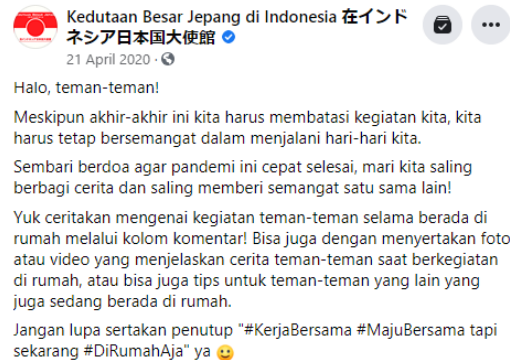 Kedutaan Besar Jepang di Indonesia 在インド
ネシア日本国大使館
21 April 2020 ·
Halo, teman-teman!
Meskipun akhir-akhir ini kita harus membatasi kegiatan kita, kita
harus tetap bersemangat dalam menjalani hari-hari kita.
Sembari berdoa agar pandemi ini cepat selesai, mari kita saling
berbagi cerita dan saling memberi semangat satu sama lain!
Yuk ceritakan mengenai kegiatan teman-teman selama berada di
rumah melalui kolom komentar! Bisa juga dengan menyertakan foto
atau video yang menjelaskan cerita teman-teman saat berkegiatan
di rumah, atau bisa juga tips untuk teman-teman yang lain yang
juga sedang berada di rumah.
Jangan lupa sertakan penutup "#KerjaBersama #MajuBersama tapi
sekarang #DiRumahAja" ya 🙂